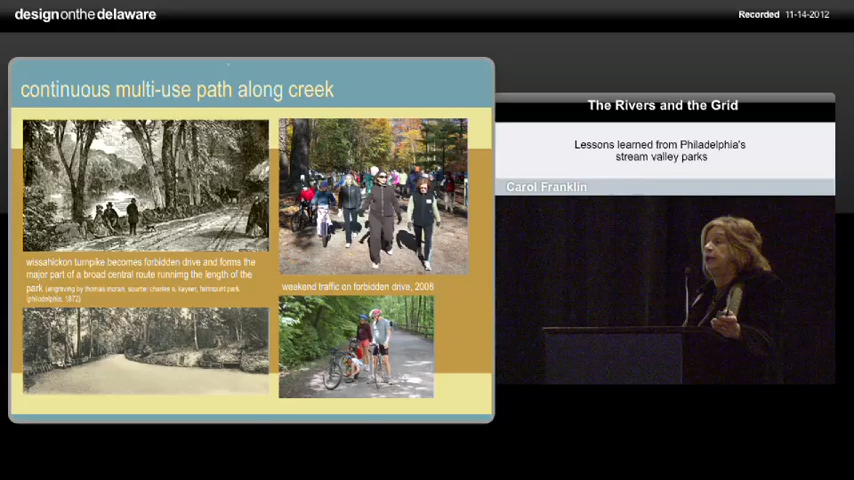 designonthedelaware
Recorded 11-14-2012
continuous multi-use path along creek
wissahickon turnpike becomes forbidden drive and forms the
major part of a broad central route running the length of the
park (engraving by thomas moran, source: charles s. keyser, fairmount park,
(philadelphia, 1872)
weekend traffic on forbidden drive, 2008
The Rivers and the Grid
Lessons learned from Philadelphia's
stream valley parks
Carol Franklin